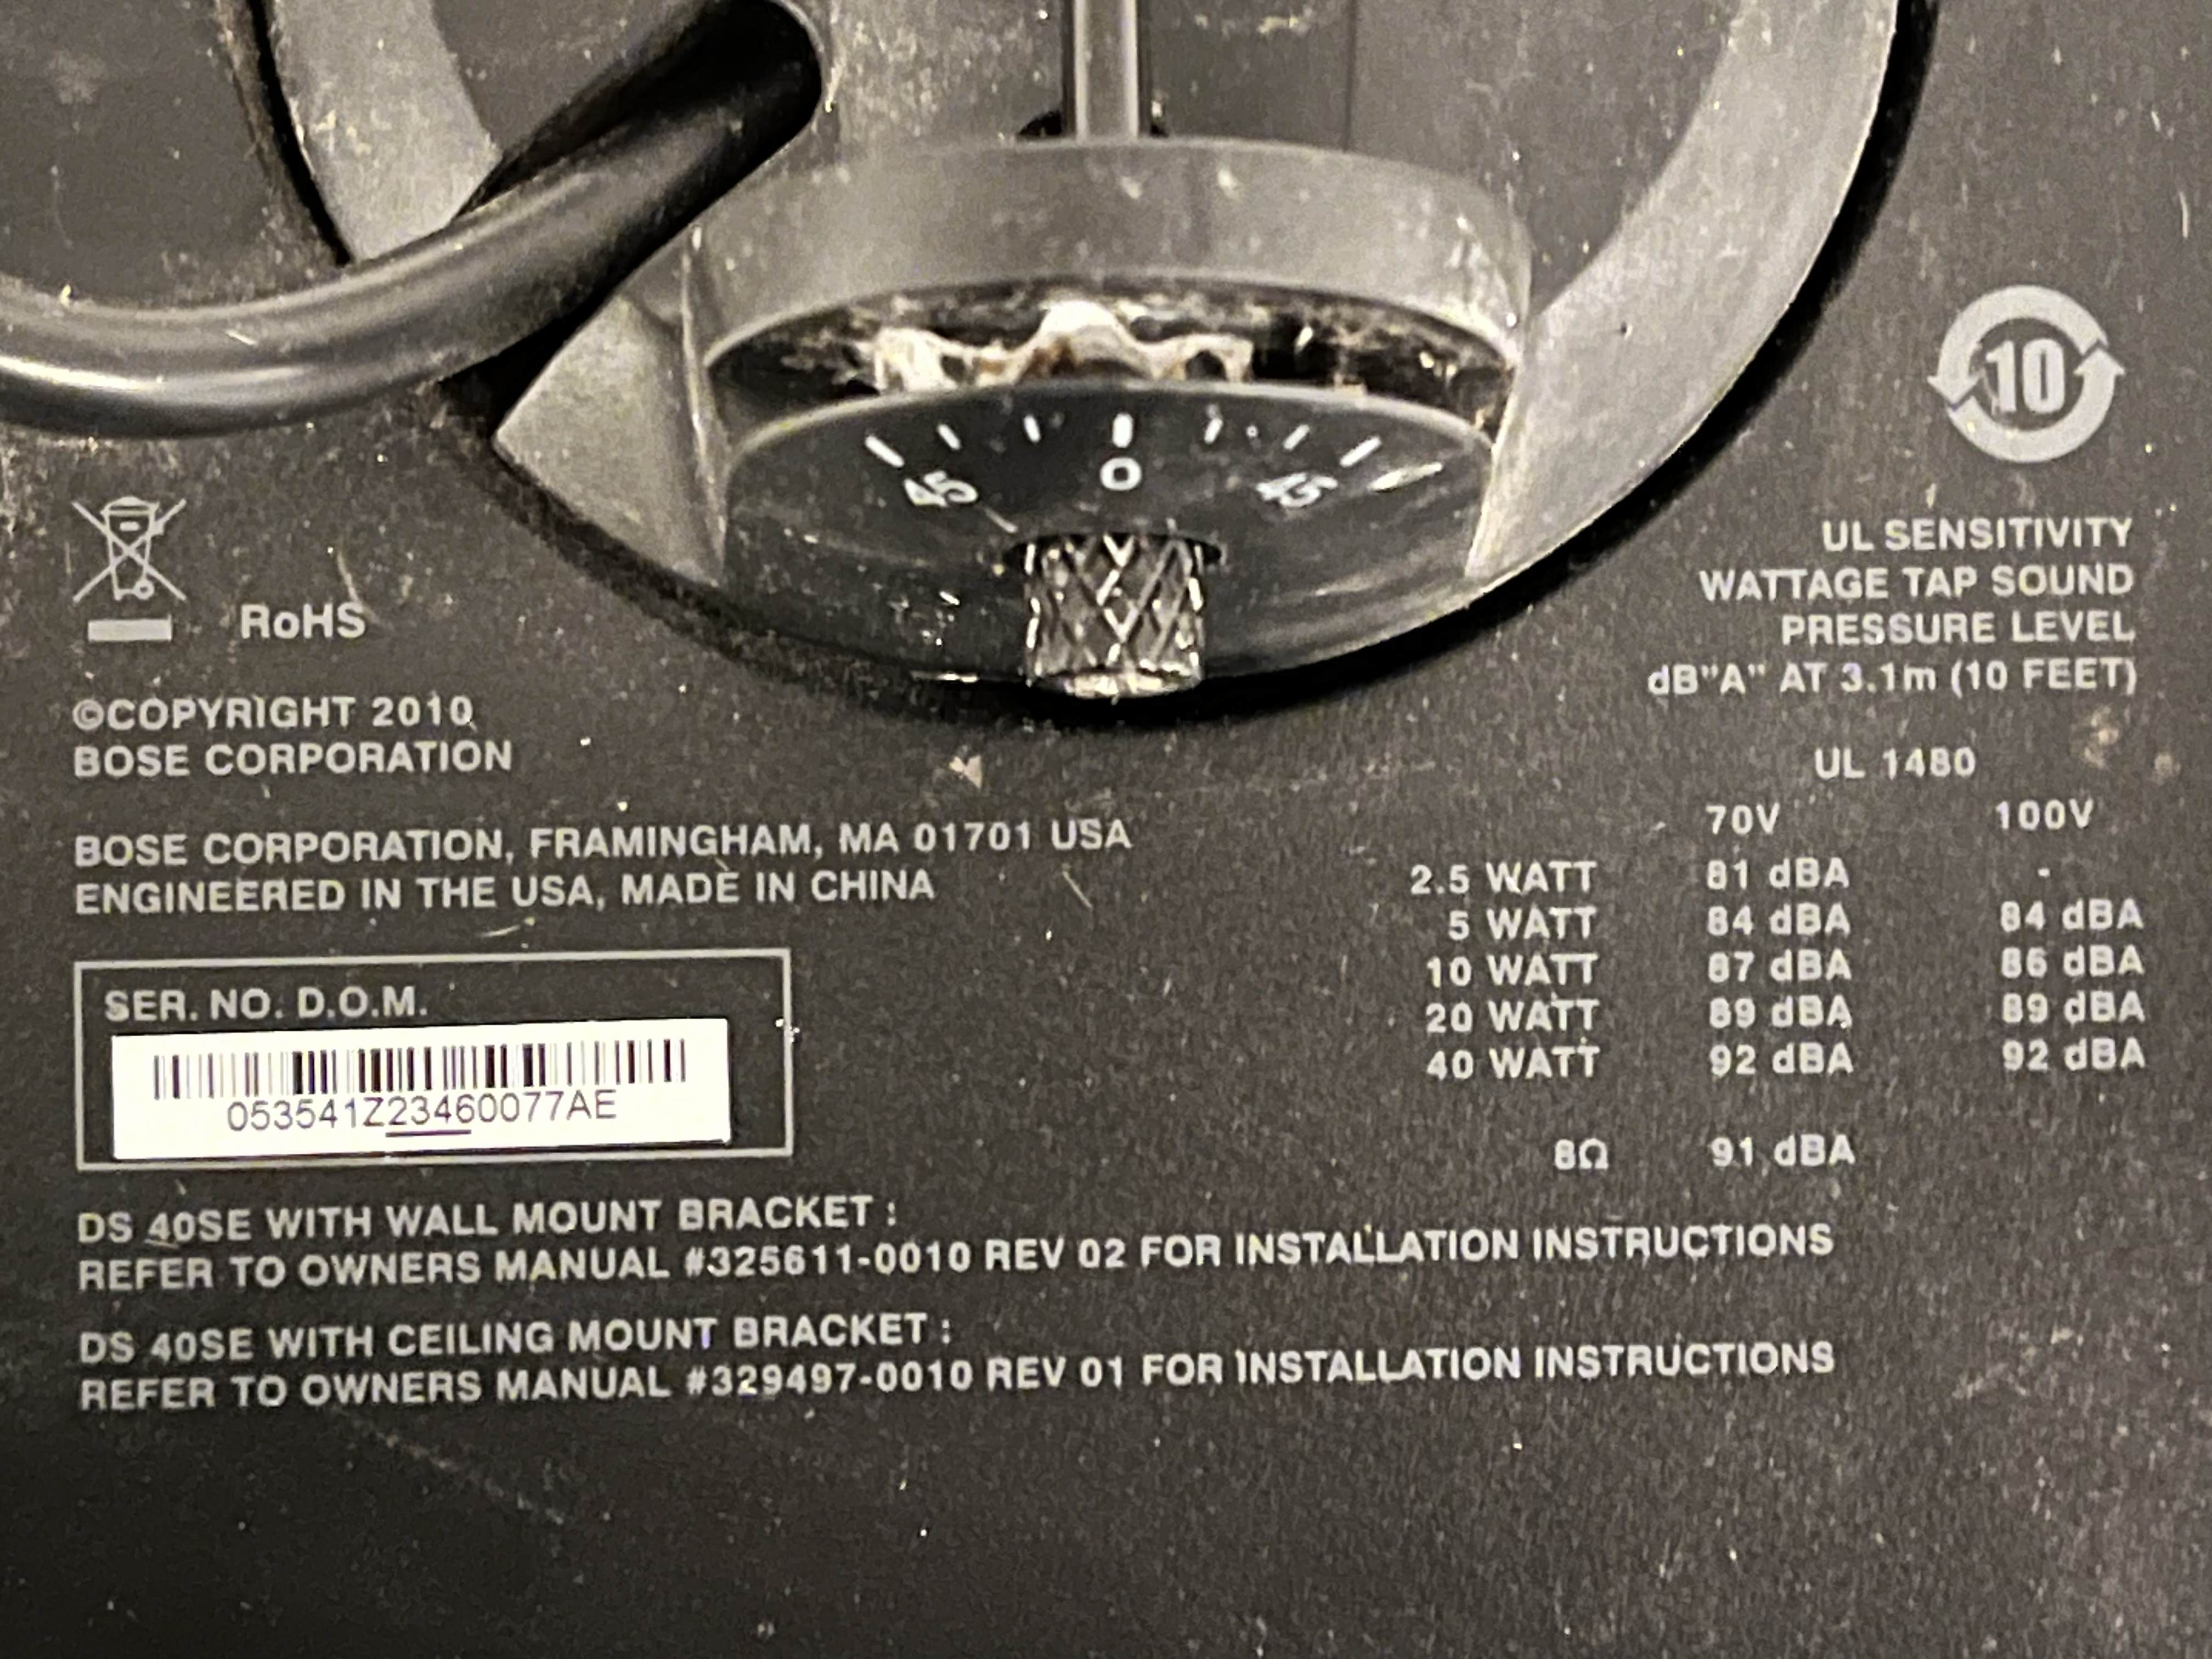 45 0 45
10
RoHS
©COPYRIGHT 2010
BOSE CORPORATION
BOSE CORPORATION, FRAMINGHAM, MA 01701 USA
ENGINEERED IN THE USA, MADE IN CHINA
SER. NO. D.O.M.
053541Z23460077AE
UL SENSITIVITY
WATTAGE TAP SOUND
PRESSURE LEVEL
dB"A" AT 3.1m (10 FEET)
UL 1480
70V 100V
2.5 WATT 81 dBA -
5 WATT 84 dBA 84 dBA
10 WATT 87 dBA 86 dBA
20 WATT 89 dBA 89 dBA
40 WATT 92 dBA 92 dBA
8Ω 91 dBA
DS 40SE WITH WALL MOUNT BRACKET :
REFER TO OWNERS MANUAL #325611-0010 REV 02 FOR INSTALLATION INSTRUCTIONS
DS 40SE WITH CEILING MOUNT BRACKET :
REFER TO OWNERS MANUAL #329497-0010 REV 01 FOR INSTALLATION INSTRUCTIONS